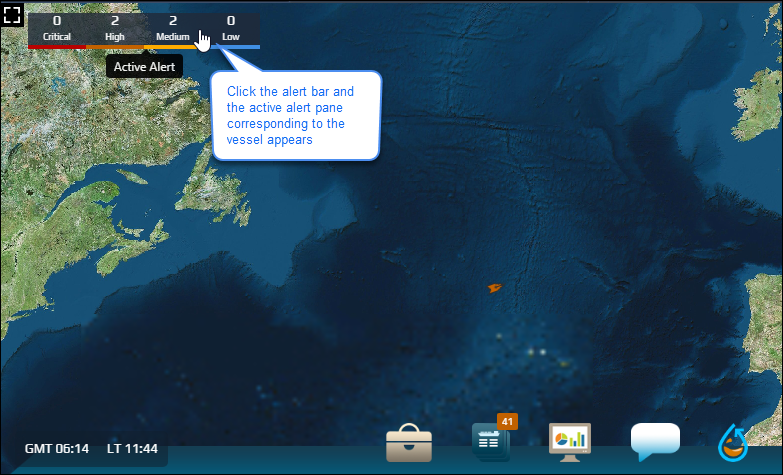 0 2 2 0
Critical High Medium Low
Active Alert
Click the alert bar and
the active alert pane
corresponding to the
vessel appears
41
GMT 06:14 LT 11:44